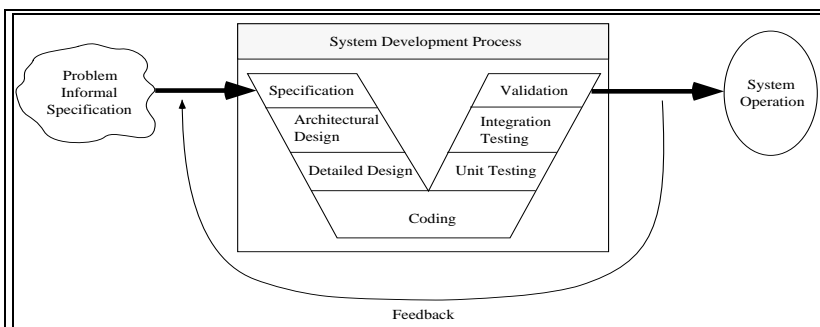 System Development Process
Problem
Informal
Specification
Specification
Architectural
Design
Detailed Design
Coding
Validation
Integration
Testing
Unit Testing
System
Operation
Feedback